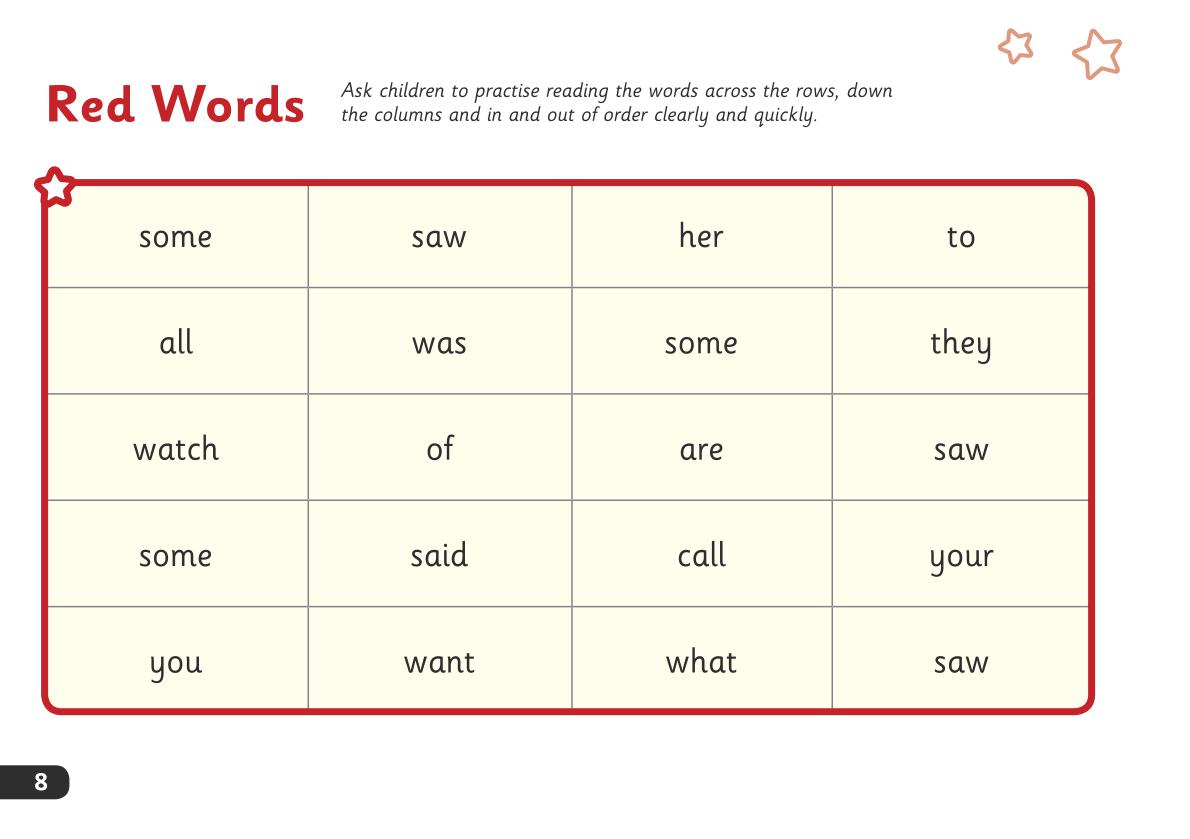 Red Words
Ask children to practise reading the words across the rows, down
the columns and in and out of order clearly and quickly.
some saw her to
all was some they
watch of are saw
some said call your
you want what saw
8